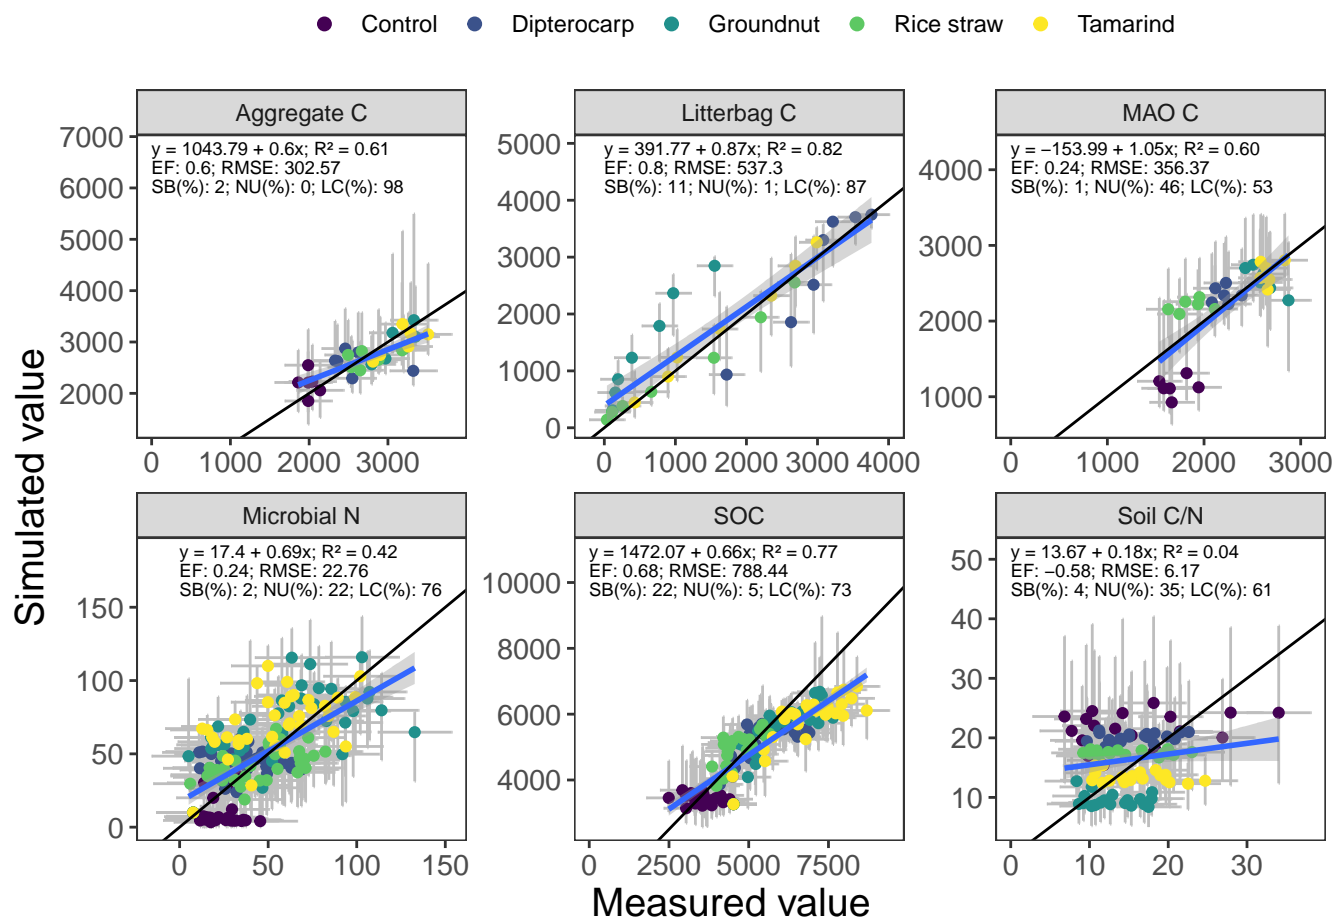 Control Dipterocarp Groundnut Rice straw Tamarind
Aggregate C
y = 1043.79 + 0.6x; R² = 0.61
EF: 0.6; RMSE: 302.57
SB(%): 2; NU(%): 0; LC(%): 98
7000
6000
5000
4000
3000
2000
0 1000 2000 3000
Litterbag C
y = 391.77 + 0.87x; R² = 0.82
EF: 0.8; RMSE: 537.3
SB(%): 11; NU(%): 1; LC(%): 87
5000
4000
3000
2000
1000
0
0 1000 2000 3000 4000
MAO C
y = −153.99 + 1.05x; R² = 0.60
EF: 0.24; RMSE: 356.37
SB(%): 1; NU(%): 46; LC(%): 53
4000
3000
2000
1000
0 1000 2000 3000
Microbial N
y = 17.4 + 0.69x; R² = 0.42
EF: 0.24; RMSE: 22.76
SB(%): 2; NU(%): 22; LC(%): 76
150
100
50
0
0 50 100 150
SOC
y = 1472.07 + 0.66x; R² = 0.77
EF: 0.68; RMSE: 788.44
SB(%): 22; NU(%): 5; LC(%): 73
10000
8000
6000
4000
0 2500 5000 7500
Soil C/N
y = 13.67 + 0.18x; R² = 0.04
EF: −0.58; RMSE: 6.17
SB(%): 4; NU(%): 35; LC(%): 61
50
40
30
20
10
0 10 20 30
Simulated value
Measured value